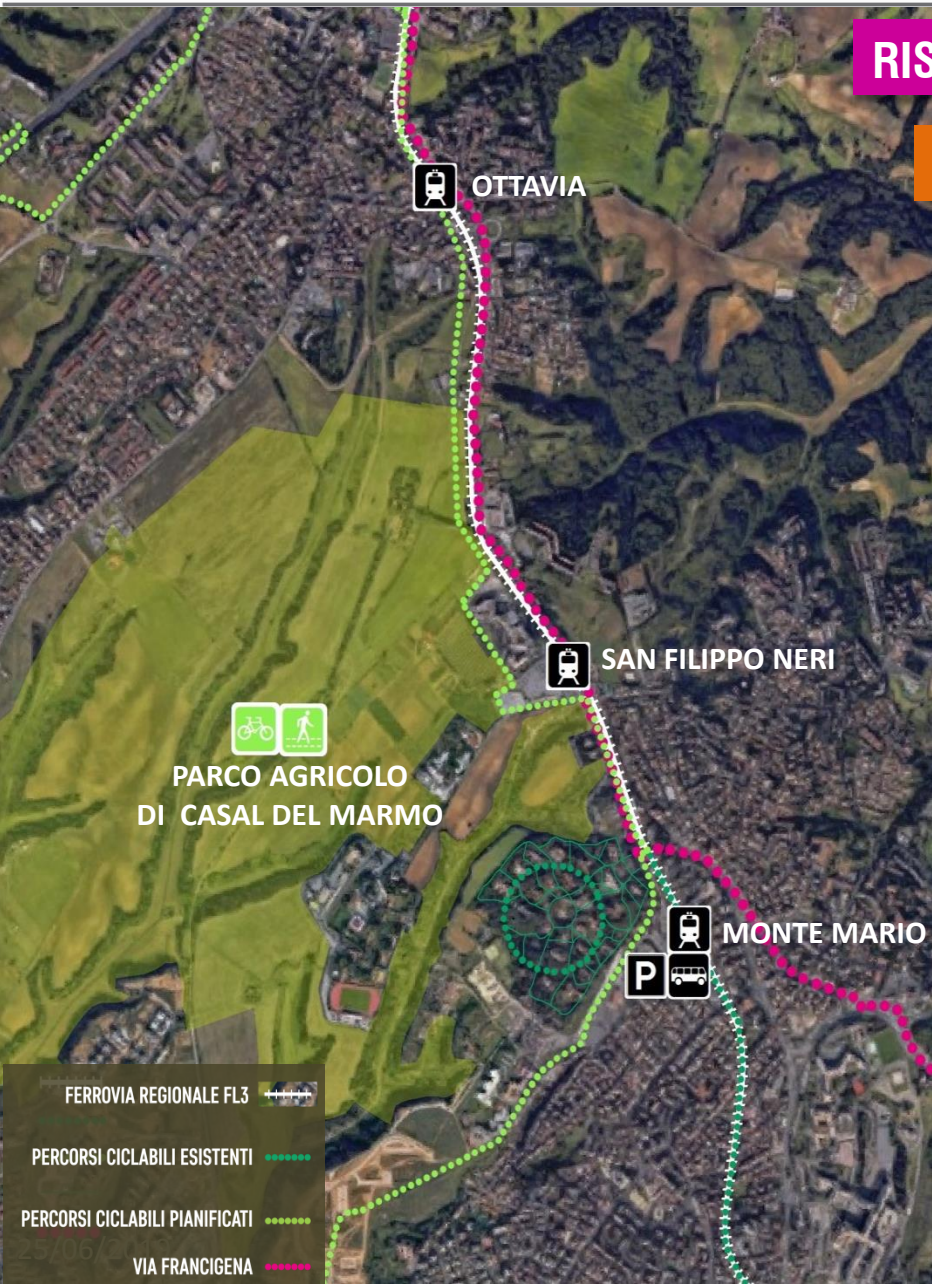 RIS
OTTAVIA
SAN FILIPPO NERI
PARCO AGRICOLO
DI CASAL DEL MARMO
MONTE MARIO
P
FERROVIA REGIONALE FL3
PERCORSI CICLABILI ESISTENTI
PERCORSI CICLABILI PIANIFICATI
VIA FRANCIGENA